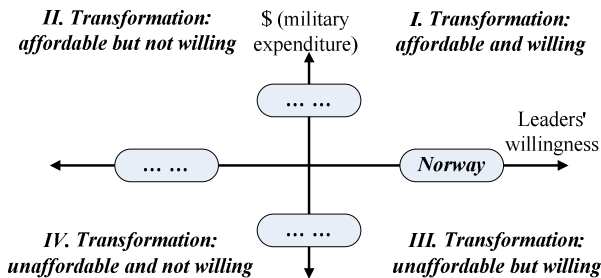 II. Transformation:
affordable but not willing
$ (military
expenditure)
I. Transformation:
affordable and willing
... ...
Leaders'
willingness
... ...
Norway
... ...
IV. Transformation:
unaffordable and not willing
III. Transformation:
unaffordable but willing